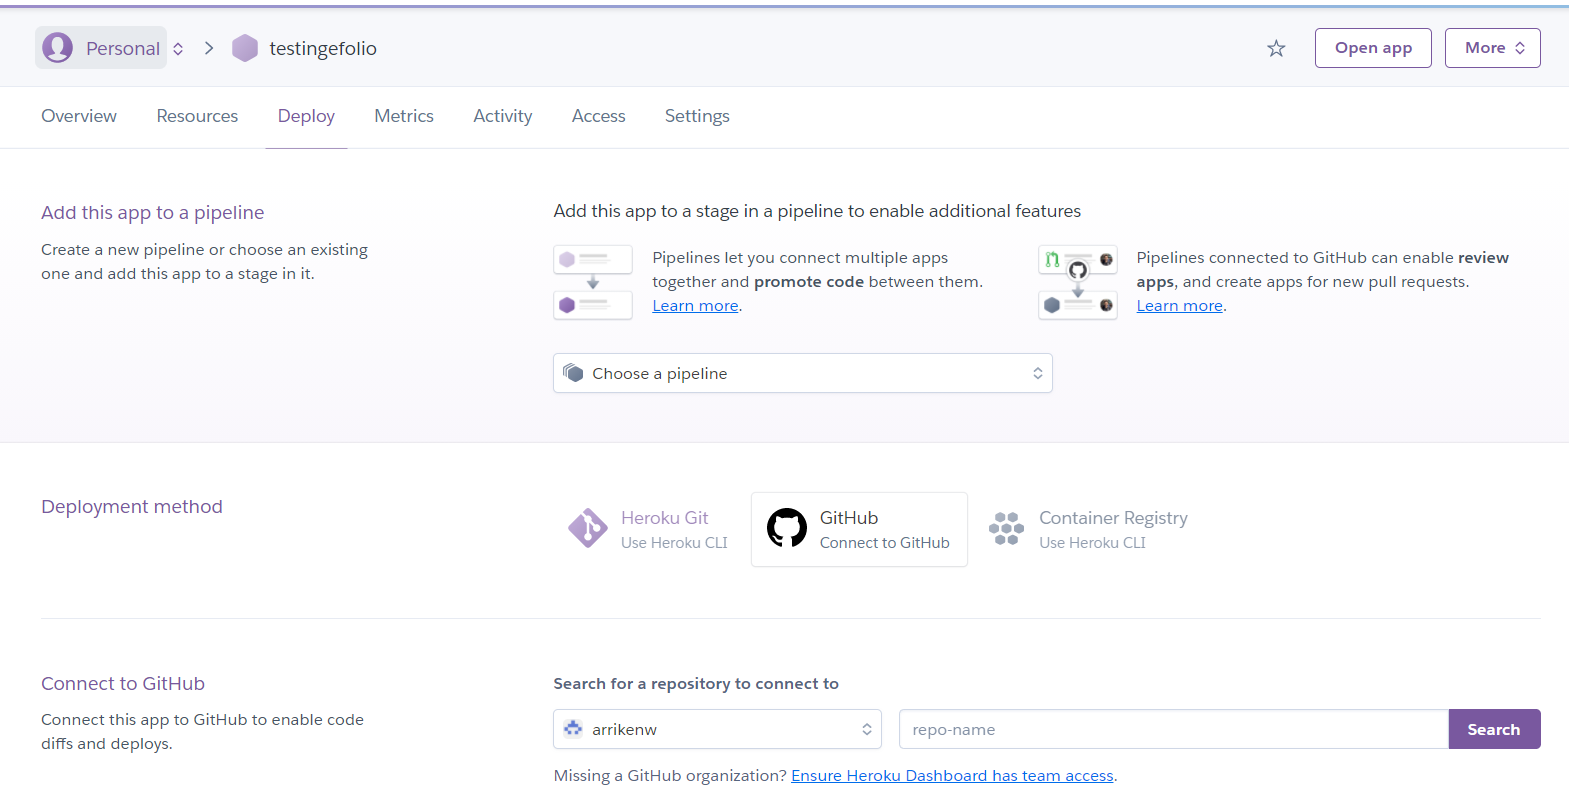 Personal
testingefolio
Open app
More
Overview
Resources
Deploy
Metrics
Activity
Access
Settings
Add this app to a pipeline
Create a new pipeline or choose an existing
one and add this app to a stage in it.
Add this app to a stage in a pipeline to enable additional features
Pipelines let you connect multiple apps
together and promote code between them.
Learn more.
Pipelines connected to GitHub can enable review
apps, and create apps for new pull requests.
Learn more.
Choose a pipeline
Deployment method
Heroku Git
Use Heroku CLI
GitHub
Connect to GitHub
Container Registry
Use Heroku CLI
Connect to GitHub
Connect this app to GitHub to enable code
diffs and deploys.
Search for a repository to connect to
arrikenw
repo-name
Search
Missing a GitHub organization? Ensure Heroku Dashboard has team access.